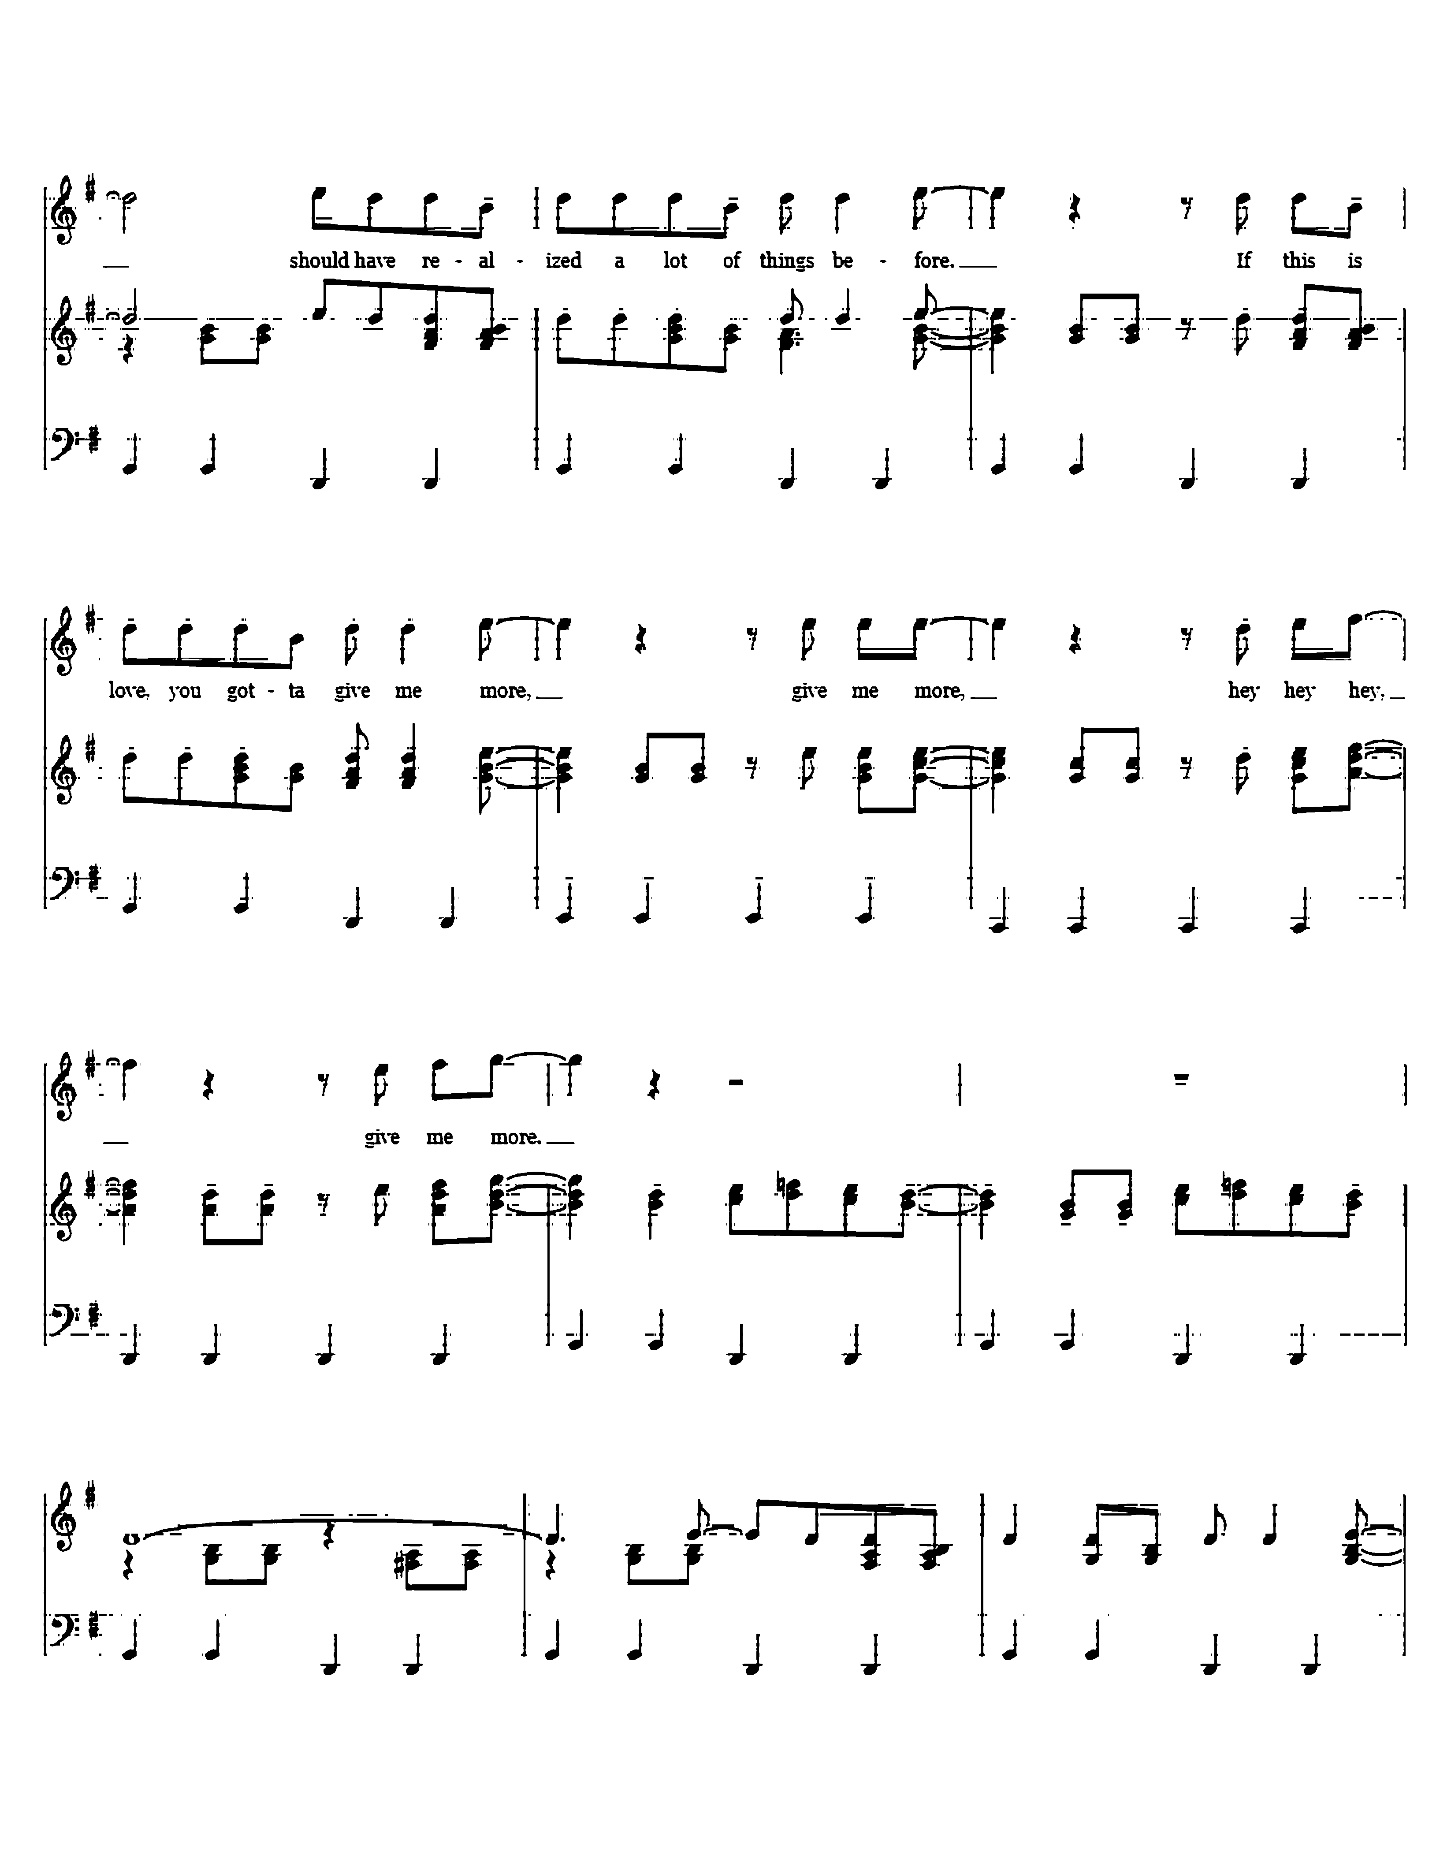 should have re - al - ized a lot of things be - fore. If this is
love, you got - ta give me more, give me more, hey hey hey,
give me more.